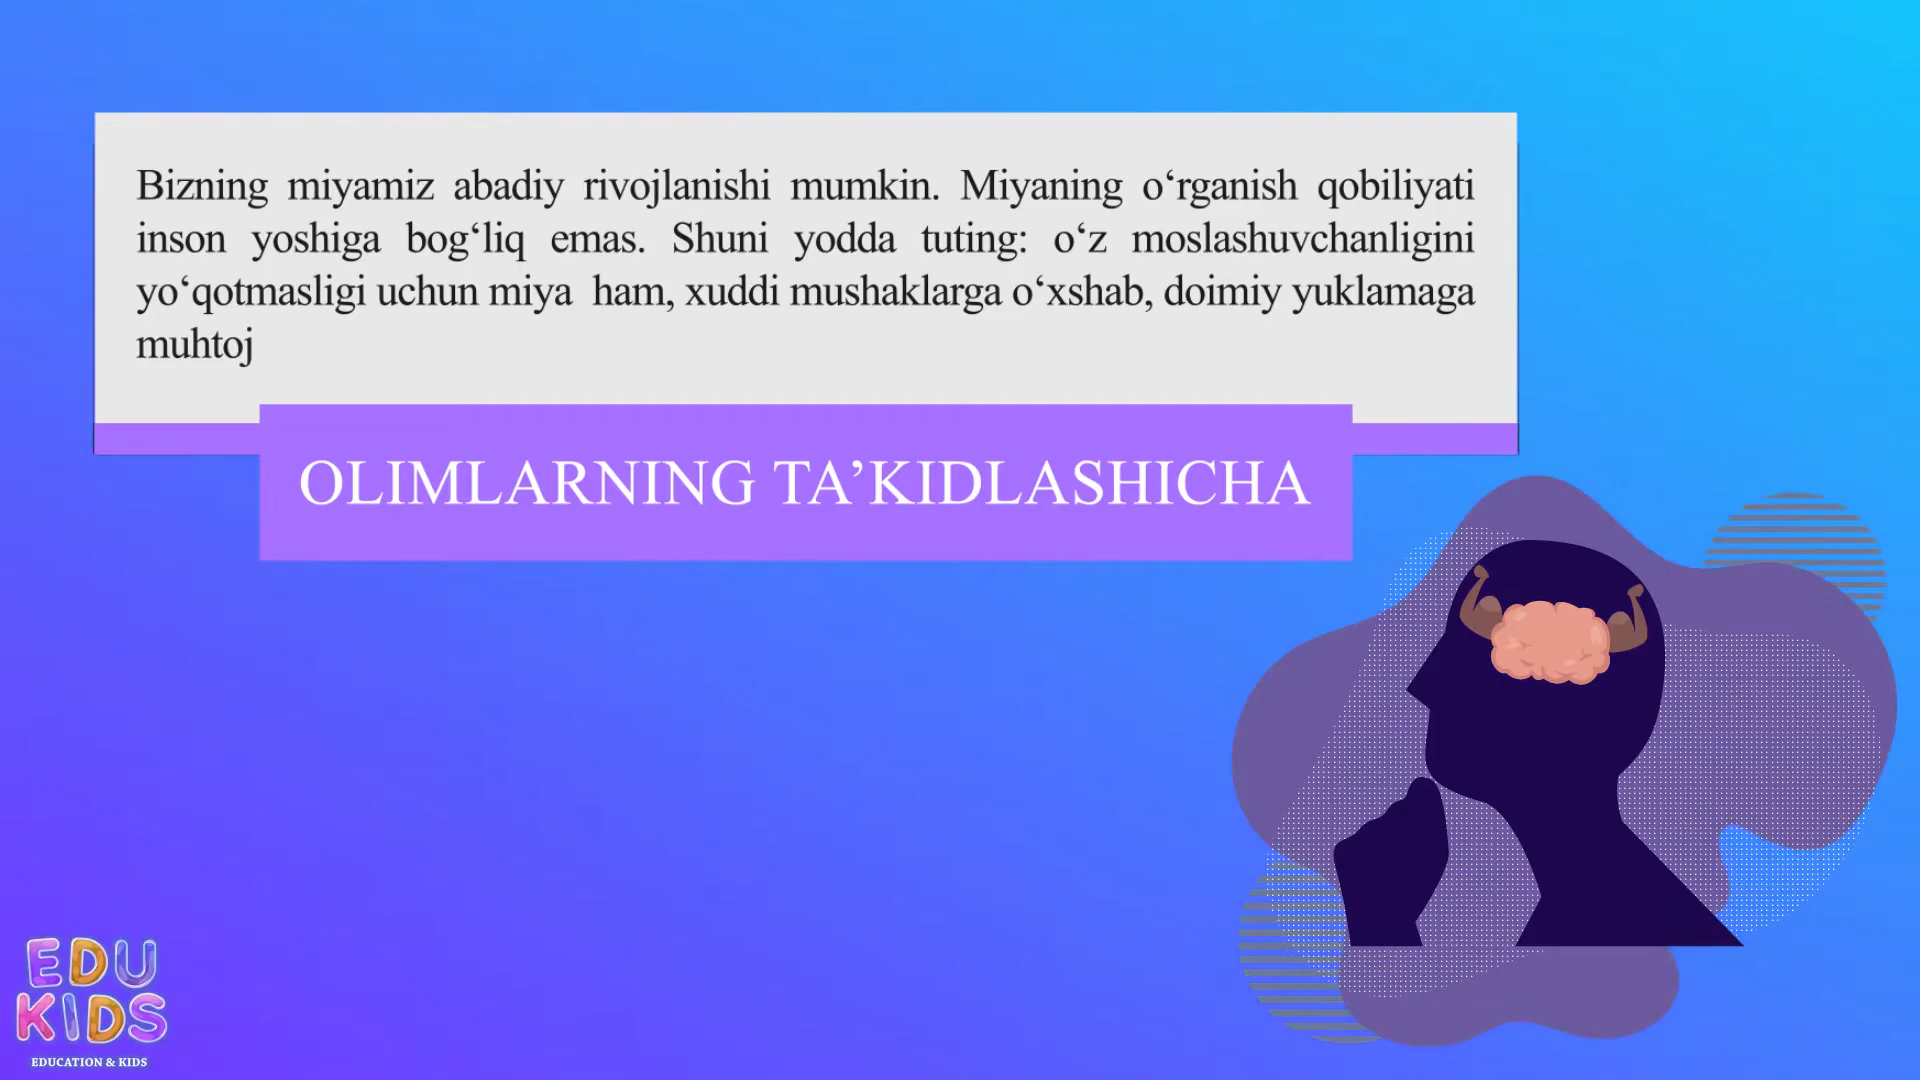 Bizning miyamiz abadiy rivojlanishi mumkin. Miyaning o‘rganish qobiliyati
inson yoshiga bog‘liq emas. Shuni yodda tuting: o‘z moslashuvchanligini
yo‘qotmasligi uchun miya ham, xuddi mushaklarga o‘xshab, doimiy yuklamaga
muhtoj
OLIMLARNING TA’KIDLASHICHA
EDU
KIDS
EDUCATION & KIDS